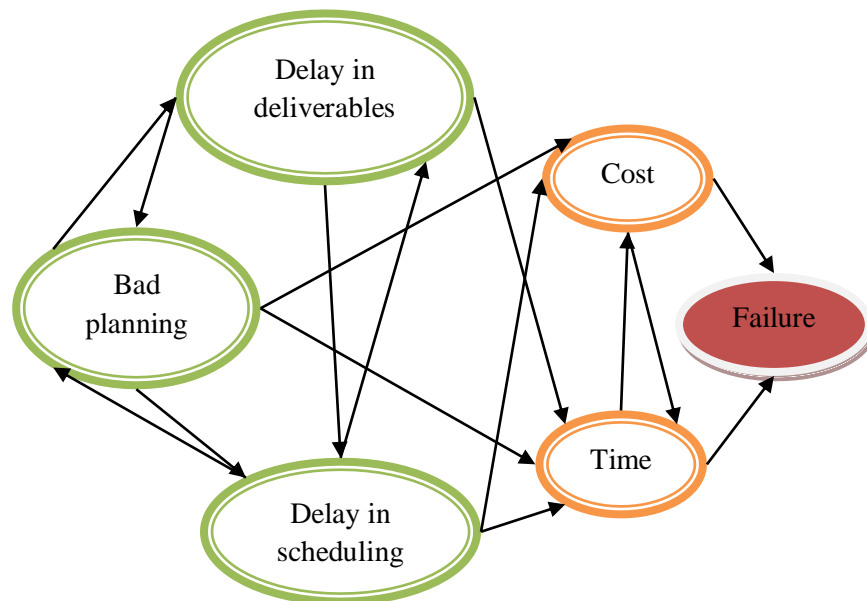 Delay in
deliverables
Cost
Bad
planning
Failure
Time
Delay in
scheduling